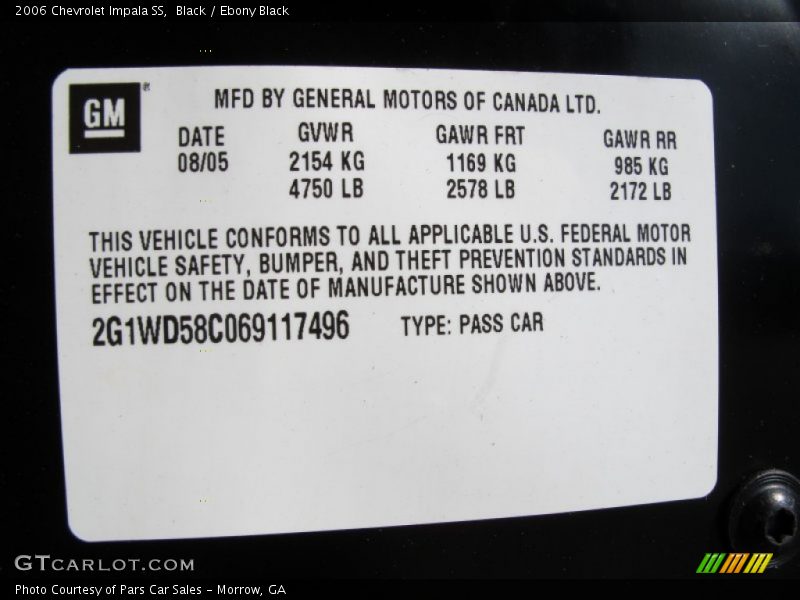 2006 Chevrolet Impala SS, Black / Ebony Black
GM®
MFD BY GENERAL MOTORS OF CANADA LTD.
DATE GVWR GAWR FRT GAWR RR
08/05 2154 KG 1169 KG 985 KG
4750 LB 2578 LB 2172 LB
THIS VEHICLE CONFORMS TO ALL APPLICABLE U.S. FEDERAL MOTOR
VEHICLE SAFETY, BUMPER, AND THEFT PREVENTION STANDARDS IN
EFFECT ON THE DATE OF MANUFACTURE SHOWN ABOVE.
2G1WD58C069117496 TYPE: PASS CAR
GTCARLOT.COM
Photo Courtesy of Pars Car Sales - Morrow, GA